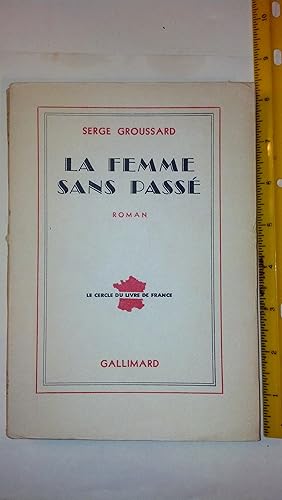 SERGE GROUSSARD
LA FEMME
SANS PASSÉ
ROMAN
LE CERCLE DU LIVRE DE FRANCE
GALLIMARD